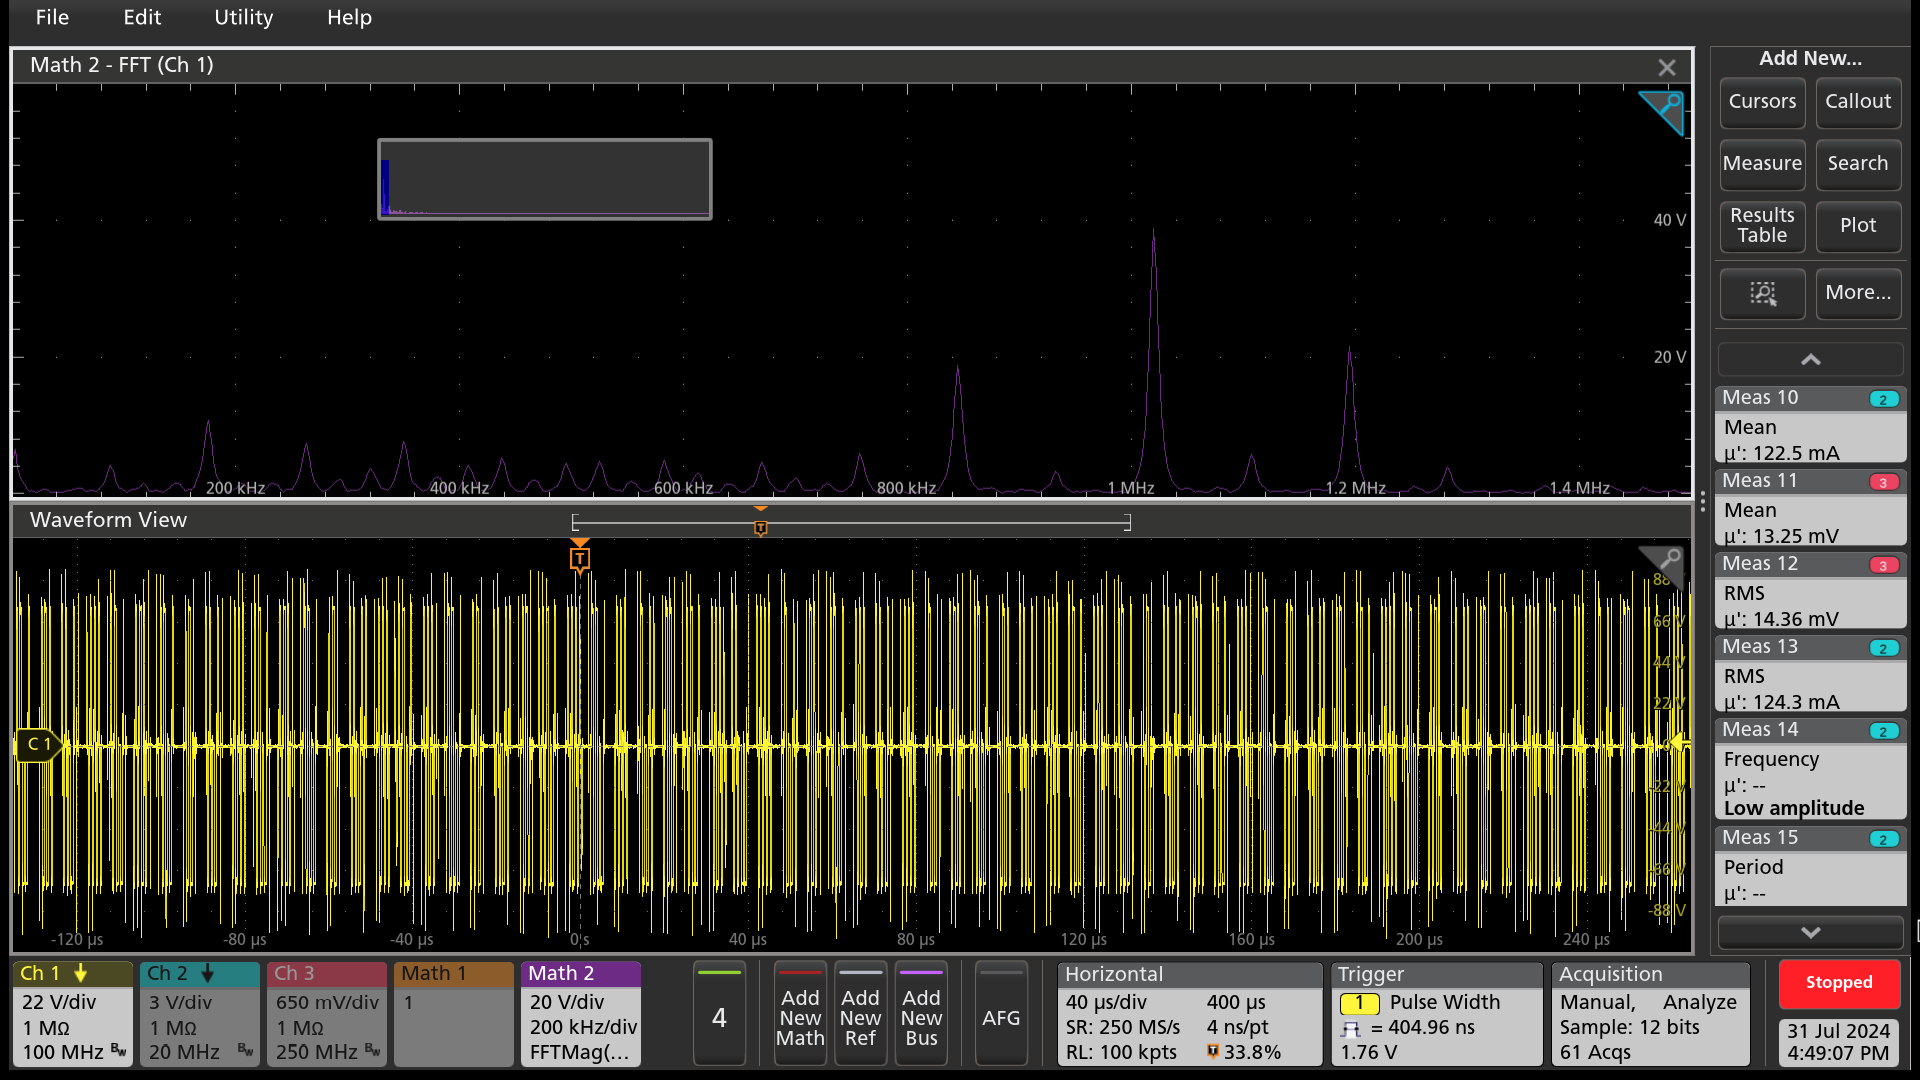 File Edit Utility Help
Math 2 - FFT (Ch 1)
40 V
20 V
200 kHz 400 kHz 600 kHz 800 kHz 1 MHz 1.2 MHz 1.4 MHz
Waveform View
T
T
88
66 V
44 V
22 V
C 1
-22 V
-44 V
-66 V
-88 V
-120 µs -80 µs -40 µs 0 s 40 µs 80 µs 120 µs 160 µs 200 µs 240 µs
Add New...
Cursors Callout
Measure Search
Results Table Plot
More...
Meas 10 2
Mean
µ': 122.5 mA
Meas 11 3
Mean
µ': 13.25 mV
Meas 12 3
RMS
µ': 14.36 mV
Meas 13 2
RMS
µ': 124.3 mA
Meas 14 2
Frequency
µ': --
Low amplitude
Meas 15 2
Period
µ': --
Ch 1
22 V/div
1 MΩ
100 MHz Bw
Ch 2
3 V/div
1 MΩ
20 MHz Bw
Ch 3
650 mV/div
1 MΩ
250 MHz Bw
Math 1
1
Math 2
20 V/div
200 kHz/div
FFTMag(...
4
Add New Math
Add New Ref
Add New Bus
AFG
Horizontal
40 µs/div 400 µs
SR: 250 MS/s 4 ns/pt
RL: 100 kpts T 33.8%
Trigger
1 Pulse Width
= 404.96 ns
1.76 V
Acquisition
Manual, Analyze
Sample: 12 bits
61 Acqs
Stopped
31 Jul 2024
4:49:07 PM